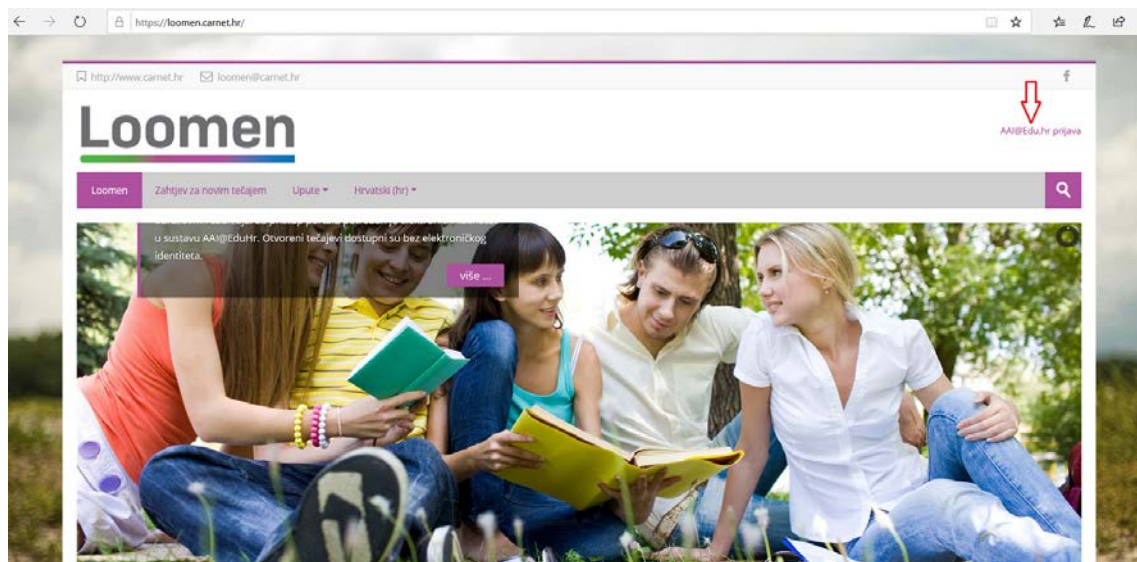 https://loomen.carnet.hr/
http://www.carnet.hr loomen@carnet.hr f
Loomen
AAI@Edu.hr prijava
Loomen Zahtjev za novim tečajem Upute Hrvatski (hr)
u sustavu AAI@EduHr. Otvoreni tečajevi dostupni su bez elektroničkog
identiteta.
više ...